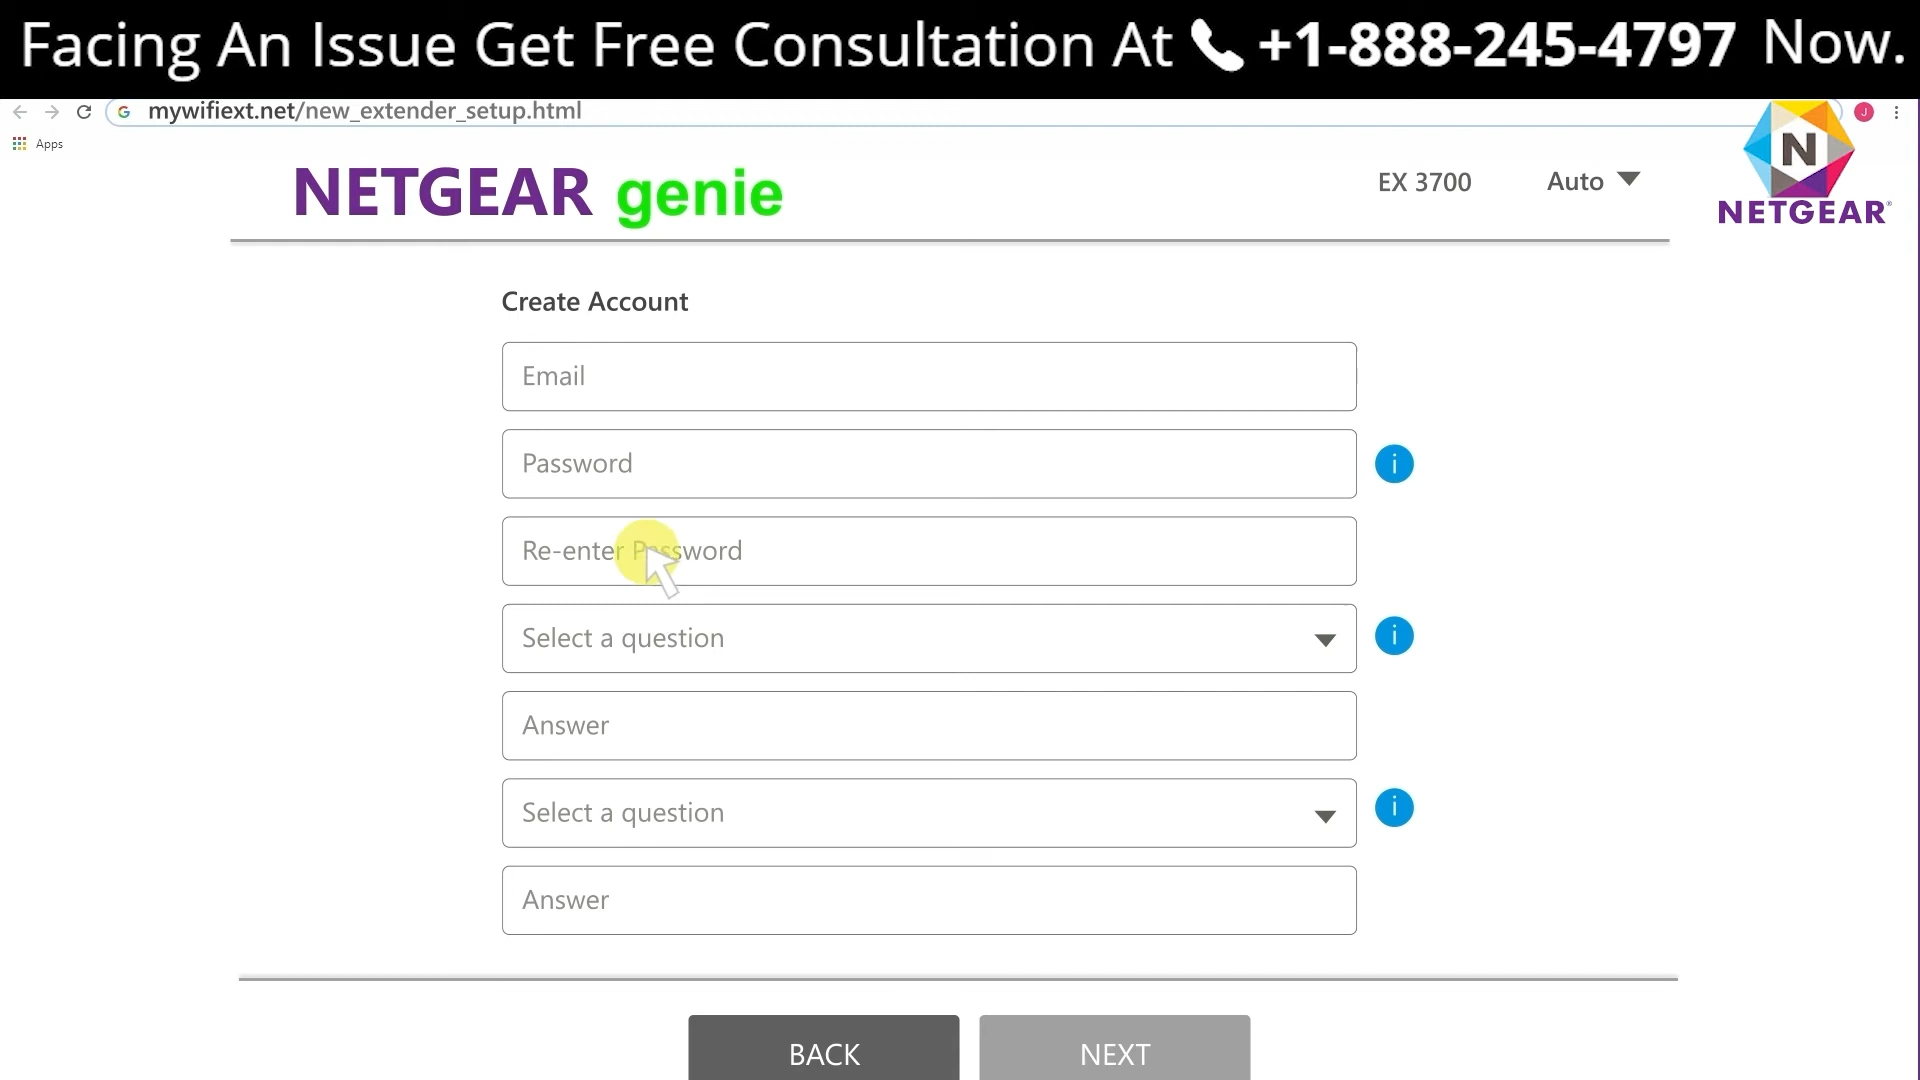 Facing An Issue Get Free Consultation At +1-888-245-4797 Now.
mywifiext.net/new_extender_setup.html
J
Apps
NETGEAR genie
EX 3700
Auto
N
NETGEAR®
Create Account
Email
Password
i
Re-enter Password
Select a question
i
Answer
Select a question
i
Answer
BACK
NEXT